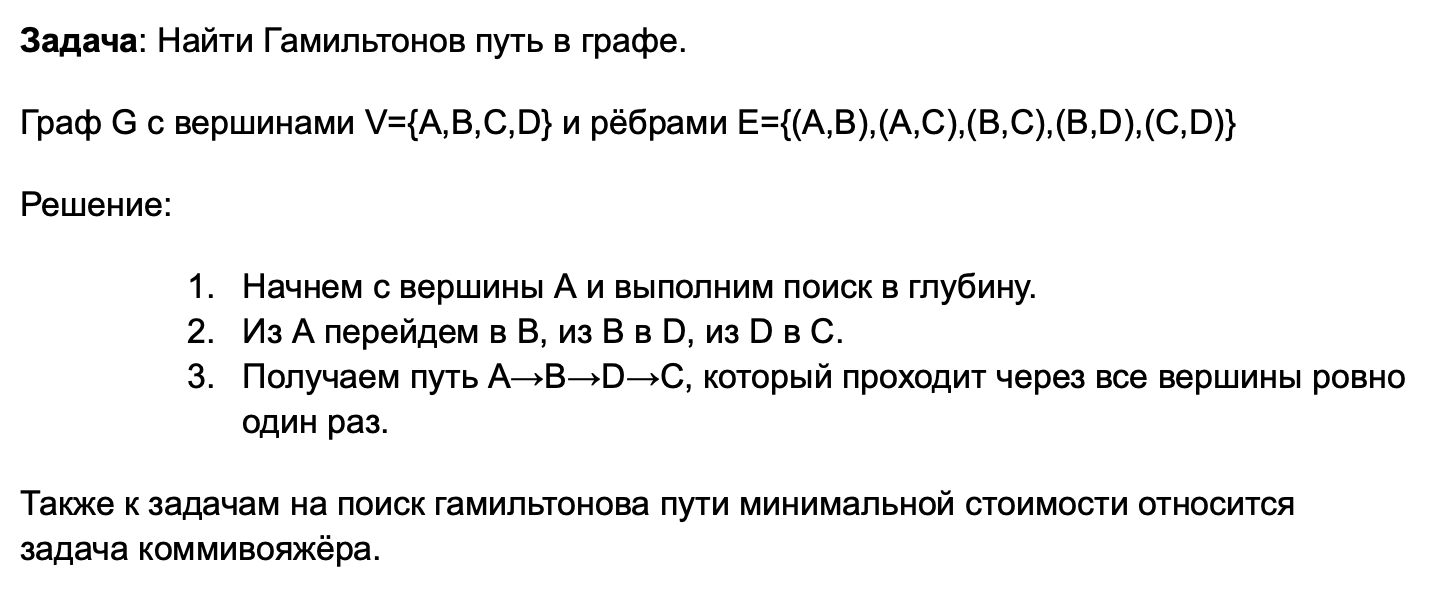 Задача: Найти Гамильтонов путь в графе.
Граф G с вершинами V={A,B,C,D} и рёбрами E={(A,B),(A,C),(B,C),(B,D),(C,D)}
Решение:
1. Начнем с вершины A и выполним поиск в глубину.
2. Из A перейдем в B, из B в D, из D в C.
3. Получаем путь A→B→D→C, который проходит через все вершины ровно
один раз.
Также к задачам на поиск гамильтонова пути минимальной стоимости относится
задача коммивояжёра.